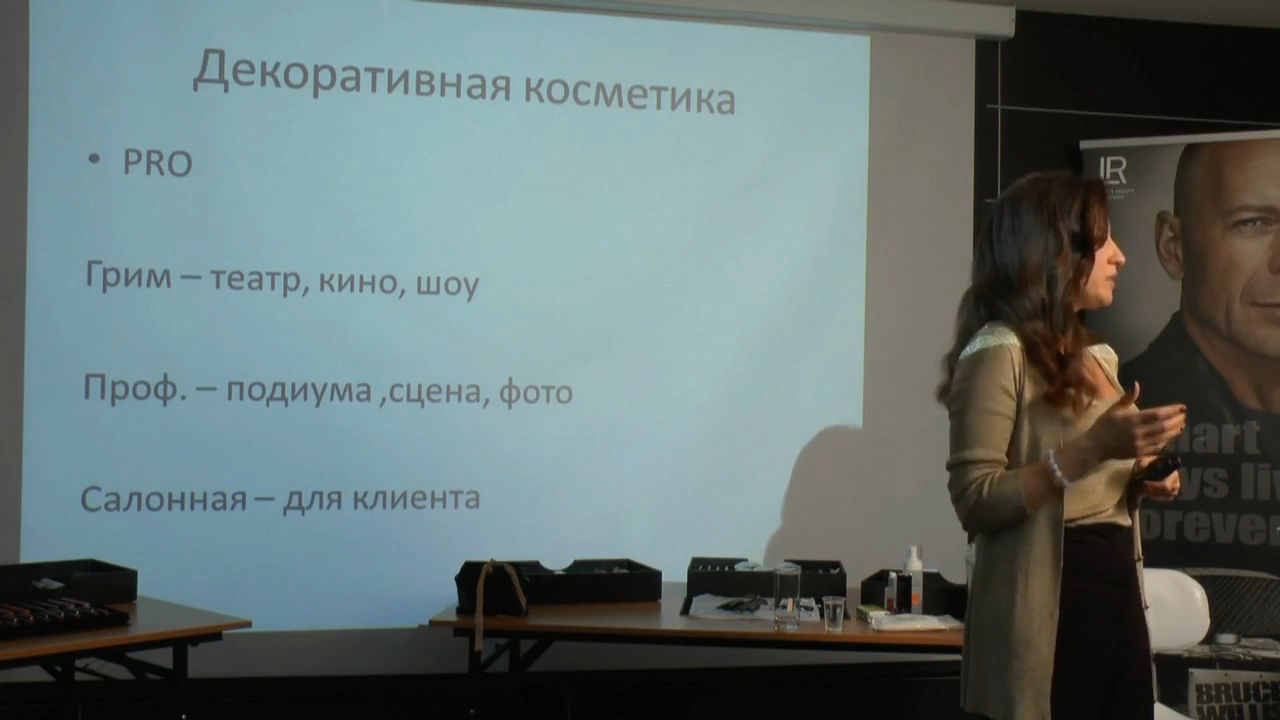 Декоративная косметика
• PRO
Грим – театр, кино, шоу
Проф. – подиума ,сцена, фото
Салонная – для клиента
LR
BRUCE